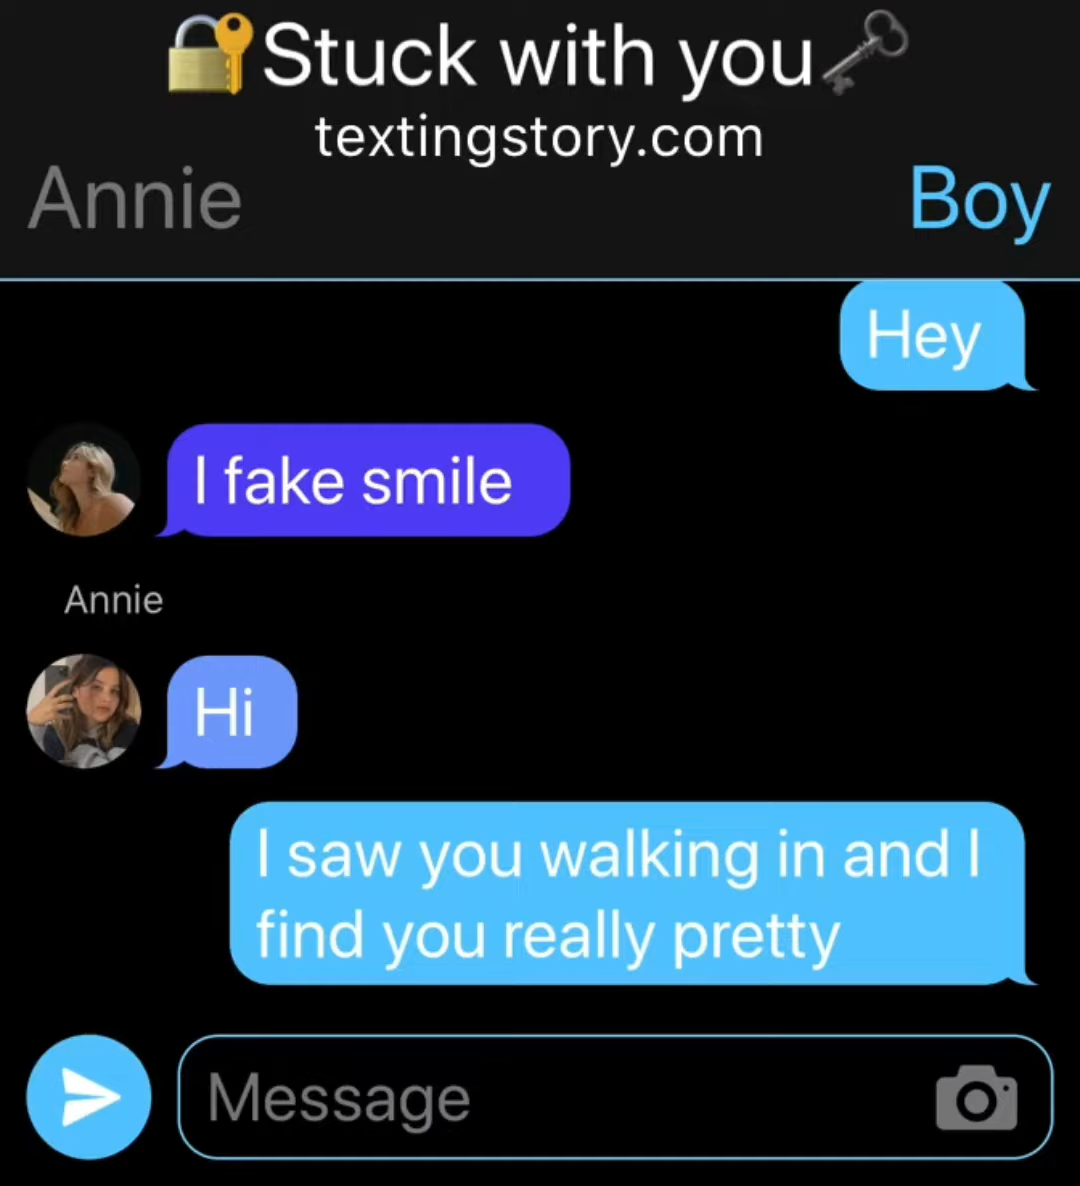 🔐Stuck with you🗝
textingstory.com
Annie
Boy
Hey
I fake smile
Annie
Hi
I saw you walking in and I
find you really pretty
Message